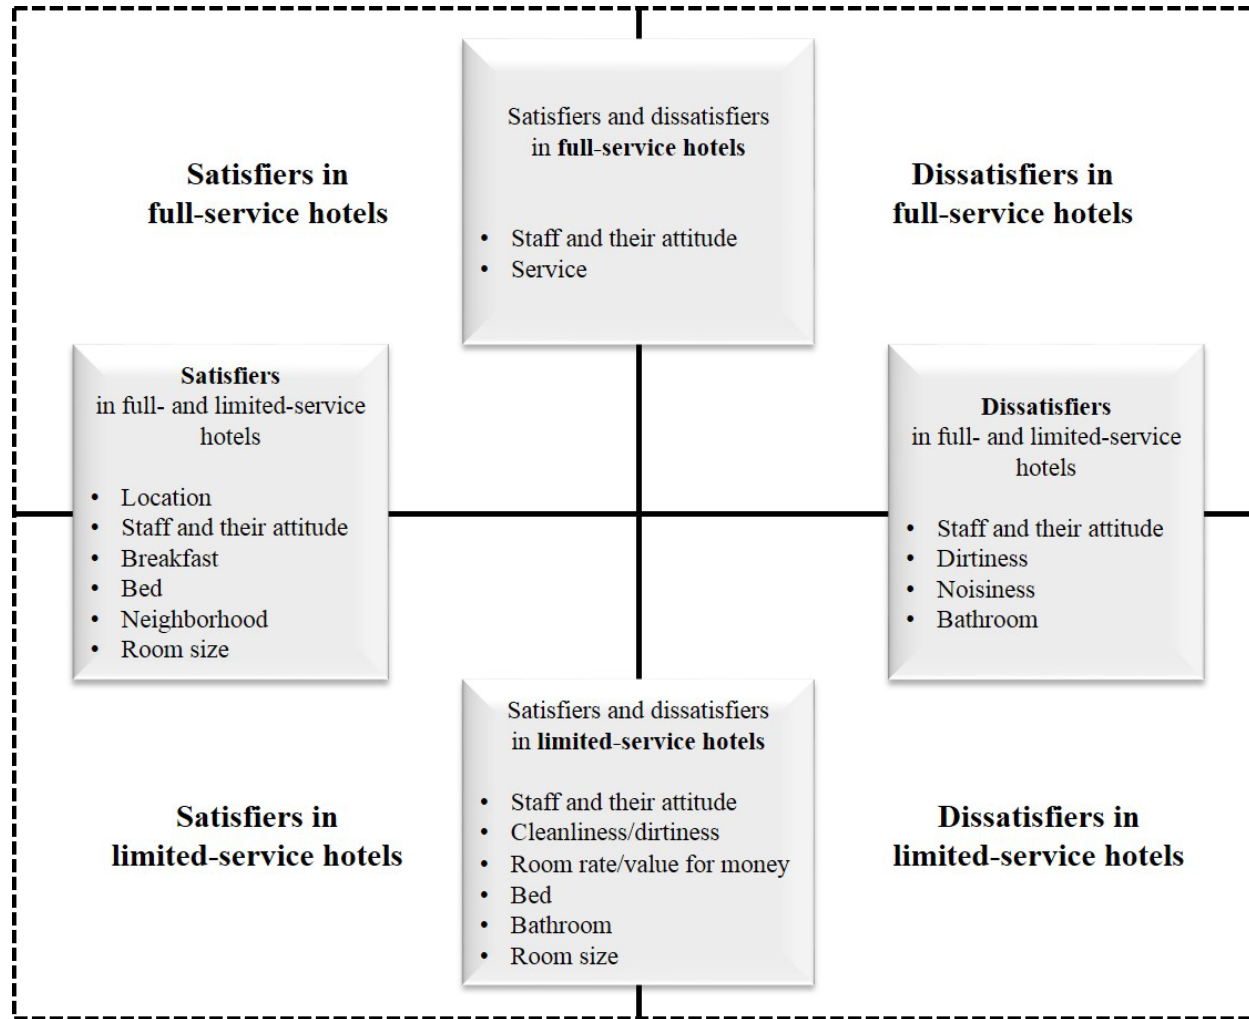 Satisfiers and dissatisfiers
in full-service hotels
• Staff and their attitude
• Service
Satisfiers in
full-service hotels
Dissatisfiers in
full-service hotels
Satisfiers
in full- and limited-service
hotels
• Location
• Staff and their attitude
• Breakfast
• Bed
• Neighborhood
• Room size
Dissatisfiers
in full- and limited-service
hotels
• Staff and their attitude
• Dirtiness
• Noisiness
• Bathroom
Satisfiers and dissatisfiers
in limited-service hotels
• Staff and their attitude
• Cleanliness/dirtiness
• Room rate/value for money
• Bed
• Bathroom
• Room size
Satisfiers in
limited-service hotels
Dissatisfiers in
limited-service hotels